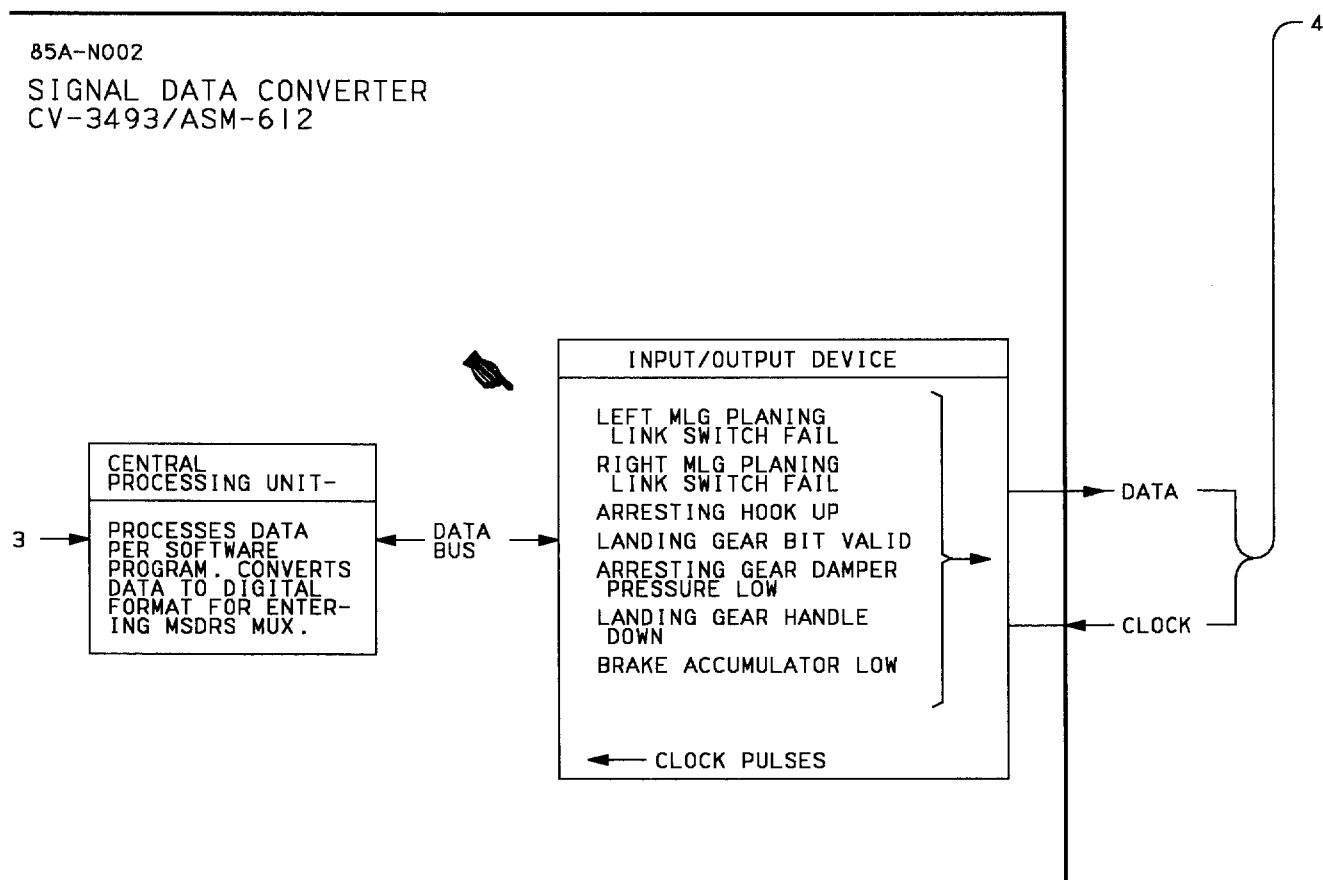 4
85A-N002
SIGNAL DATA CONVERTER
CV-3493/ASM-612
INPUT/OUTPUT DEVICE
LEFT MLG PLANING
LINK SWITCH FAIL
RIGHT MLG PLANING
LINK SWITCH FAIL
ARRESTING HOOK UP
LANDING GEAR BIT VALID
ARRESTING GEAR DAMPER
PRESSURE LOW
LANDING GEAR HANDLE
DOWN
BRAKE ACCUMULATOR LOW
CLOCK PULSES
CENTRAL
PROCESSING UNIT-
PROCESSES DATA
PER SOFTWARE
PROGRAM. CONVERTS
DATA TO DIGITAL
FORMAT FOR ENTER-
ING MSDRS MUX.
3
DATA
BUS
DATA
CLOCK